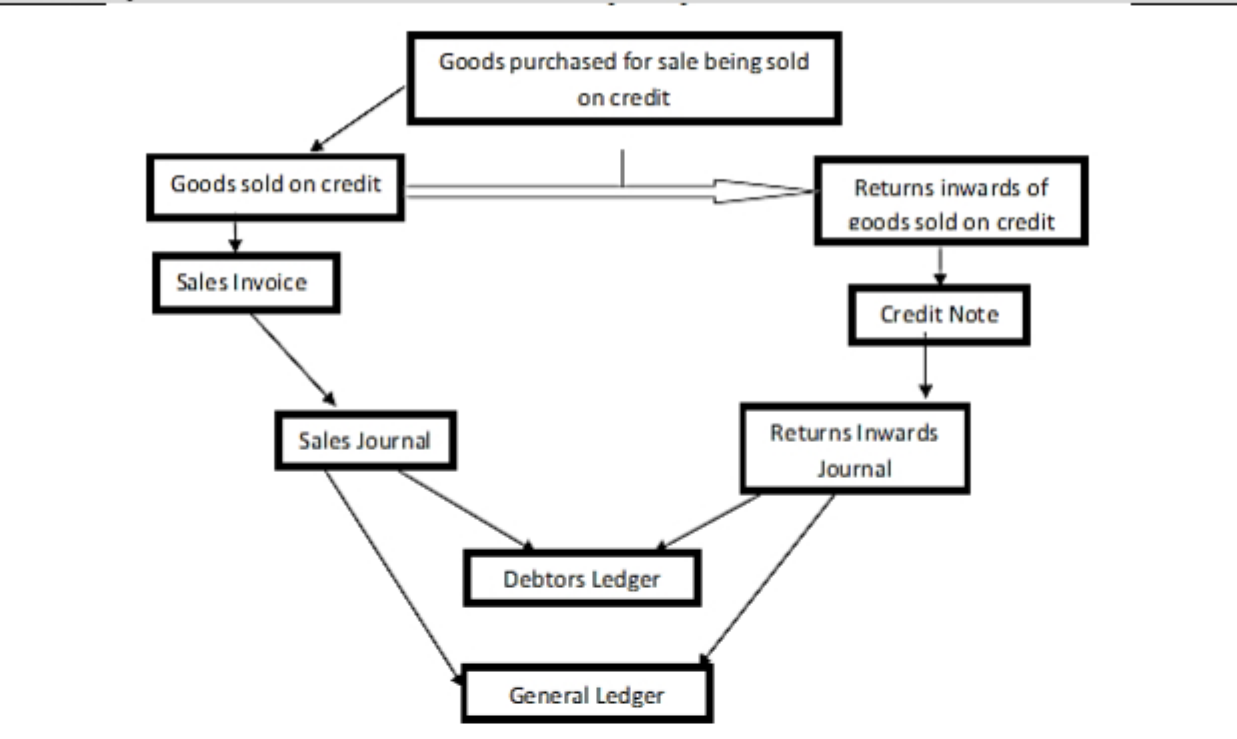 Goods purchased for sale being sold
on credit
Goods sold on credit
Returns inwards of
goods sold on credit
Sales Invoice
Credit Note
Sales Journal
Returns Inwards
Journal
Debtors Ledger
General Ledger